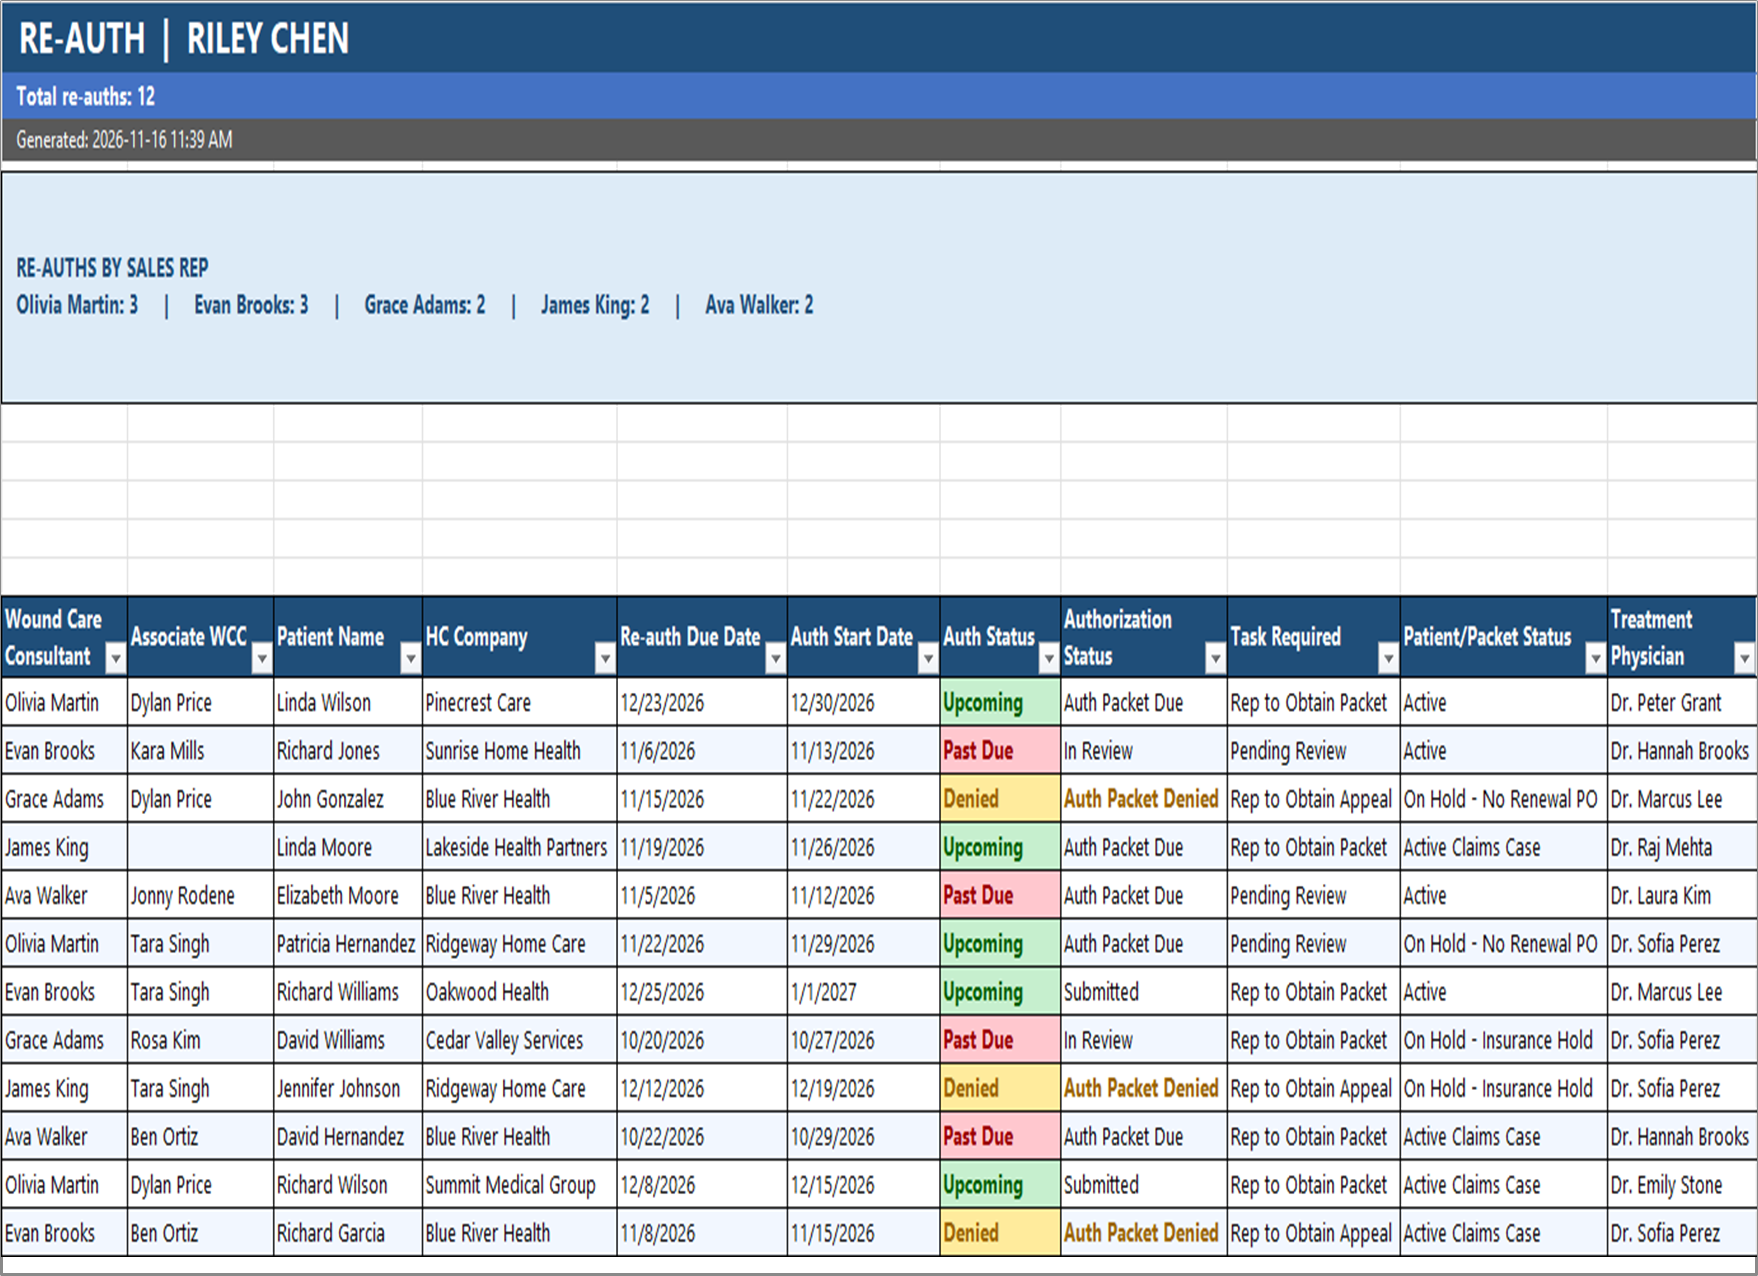 RE-AUTH | RILEY CHEN
Total re-auths: 12
Generated: 2026-11-16 11:39 AM
RE-AUTHS BY SALES REP
Olivia Martin: 3 | Evan Brooks: 3 | Grace Adams: 2 | James King: 2 | Ava Walker: 2
Wound Care Consultant Associate WCC Patient Name HC Company Re-auth Due Date Auth Start Date Auth Status Authorization Status Task Required Patient/Packet Status Treatment Physician
Olivia Martin Dylan Price Linda Wilson Pinecrest Care 12/23/2026 12/30/2026 Upcoming Auth Packet Due Rep to Obtain Packet Active Dr. Peter Grant
Evan Brooks Kara Mills Richard Jones Sunrise Home Health 11/6/2026 11/13/2026 Past Due In Review Pending Review Active Dr. Hannah Brooks
Grace Adams Dylan Price John Gonzalez Blue River Health 11/15/2026 11/22/2026 Denied Auth Packet Denied Rep to Obtain Appeal On Hold - No Renewal PO Dr. Marcus Lee
James King Linda Moore Lakeside Health Partners 11/19/2026 11/26/2026 Upcoming Auth Packet Due Rep to Obtain Packet Active Claims Case Dr. Raj Mehta
Ava Walker Jonny Rodene Elizabeth Moore Blue River Health 11/5/2026 11/12/2026 Past Due Auth Packet Due Pending Review Active Dr. Laura Kim
Olivia Martin Tara Singh Patricia Hernandez Ridgeway Home Care 11/22/2026 11/29/2026 Upcoming Auth Packet Due Pending Review On Hold - No Renewal PO Dr. Sofia Perez
Evan Brooks Tara Singh Richard Williams Oakwood Health 12/25/2026 1/1/2027 Upcoming Submitted Rep to Obtain Packet Active Dr. Marcus Lee
Grace Adams Rosa Kim David Williams Cedar Valley Services 10/20/2026 10/27/2026 Past Due In Review Rep to Obtain Packet On Hold - Insurance Hold Dr. Sofia Perez
James King Tara Singh Jennifer Johnson Ridgeway Home Care 12/12/2026 12/19/2026 Denied Auth Packet Denied Rep to Obtain Appeal On Hold - Insurance Hold Dr. Sofia Perez
Ava Walker Ben Ortiz David Hernandez Blue River Health 10/22/2026 10/29/2026 Past Due Auth Packet Due Rep to Obtain Packet Active Claims Case Dr. Hannah Brooks
Olivia Martin Dylan Price Richard Wilson Summit Medical Group 12/8/2026 12/15/2026 Upcoming Submitted Rep to Obtain Packet Active Claims Case Dr. Emily Stone
Evan Brooks Ben Ortiz Richard Garcia Blue River Health 11/8/2026 11/15/2026 Denied Auth Packet Denied Rep to Obtain Appeal Active Claims Case Dr. Sofia Perez